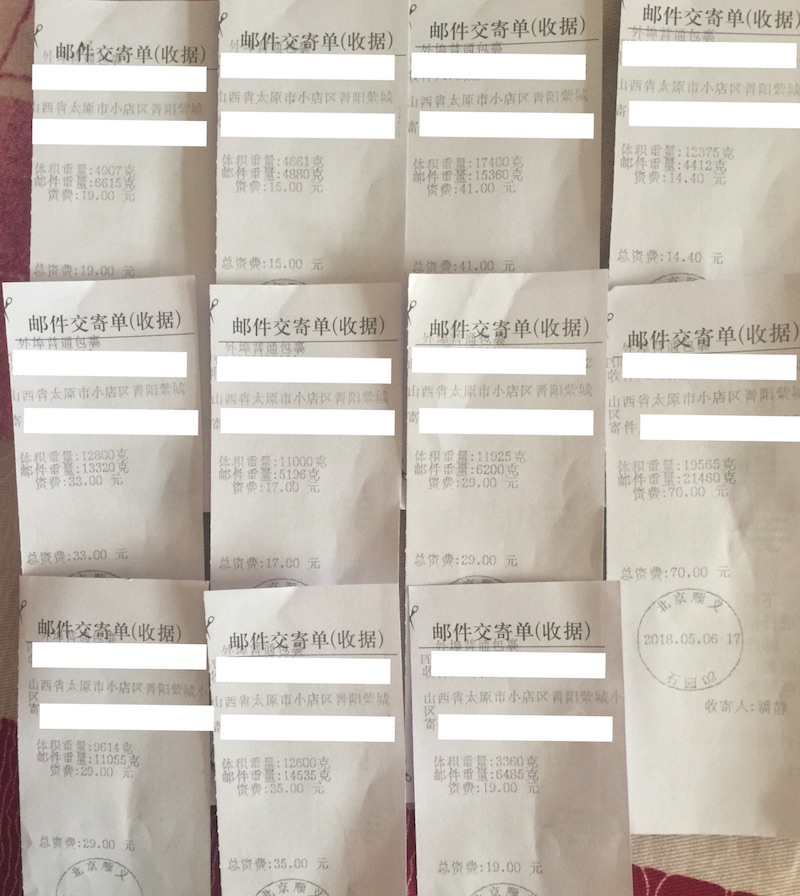 邮件交寄单(收据)
外埠普通包裹
山西省太原市小店区晋阳紫城
体积重量:4907克
邮件重量:6615克
资费:19.00 元
总资费:19.00 元
邮件交寄单(收据)
外埠普通包裹
山西省太原市小店区晋阳紫城
体积重量:4661克
邮件重量:4880克
资费:15.00 元
总资费:15.00 元
邮件交寄单(收据)
外埠普通包裹
山西省太原市小店区晋阳紫城
寄
体积重量:17400克
邮件重量:15360克
资费:41.00 元
总资费:41.00 元
邮件交寄单(收据)
外埠普通包裹
山西省太原市小店区晋阳紫城
寄
体积重量:12375克
邮件重量:4412克
资费:14.40 元
总资费:14.40 元
邮件交寄单(收据)
外埠普通包裹
山西省太原市小店区晋阳紫城
寄
体积重量:12800克
邮件重量:13320克
资费:33.00 元
总资费:33.00 元
邮件交寄单(收据)
外埠普通包裹
山西省太原市小店区晋阳紫城
体积重量:11000克
邮件重量:5196克
资费:17.00 元
总资费:17.00 元
邮件交寄单(收据)
外埠普通包裹
山西省太原市小店区晋阳紫城
体积重量:11925克
邮件重量:6200克
资费:29.00 元
总资费:29.00 元
邮件交寄单(收据)
外埠普通包裹
山西省太原市小店区晋阳紫城
区
寄件
体积重量:19565克
邮件重量:21460克
资费:70.00 元
总资费:70.00 元
北京顺义
2018.05.06 17
石园
收寄人:潘静
邮件交寄单(收据)
外埠普通包裹
山西省太原市小店区晋阳紫城小
区
寄
体积重量:9614克
邮件重量:11055克
资费:29.00 元
总资费:29.00 元
北京顺义
邮件交寄单(收据)
外埠普通包裹
山西省太原市小店区晋阳紫城
体积重量:12600克
邮件重量:14535克
资费:35.00 元
总资费:35.00 元
北京顺义
邮件交寄单(收据)
外埠普通包裹
山西省太原市小店区晋阳紫城小
区
寄
体积重量:3360克
邮件重量:6485克
资费:19.00 元
总资费:19.00 元
北京顺义